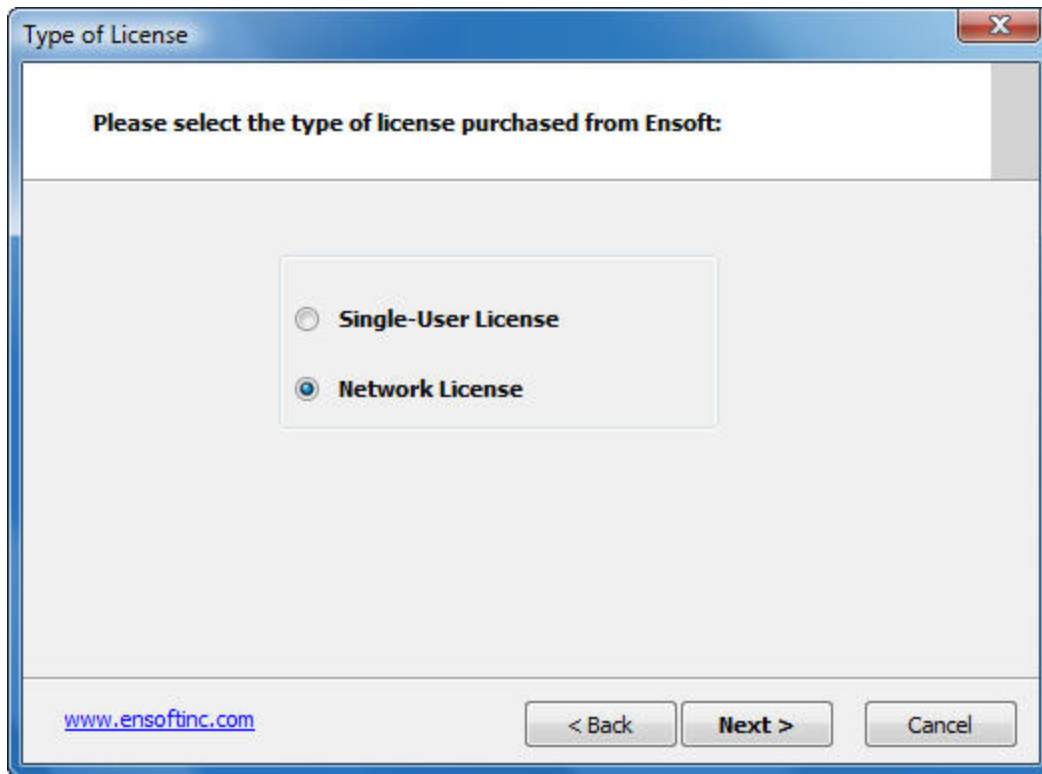 Type of License
Please select the type of license purchased from Ensoft:
Single-User License
Network License
www.ensoftinc.com
< Back
Next >
Cancel